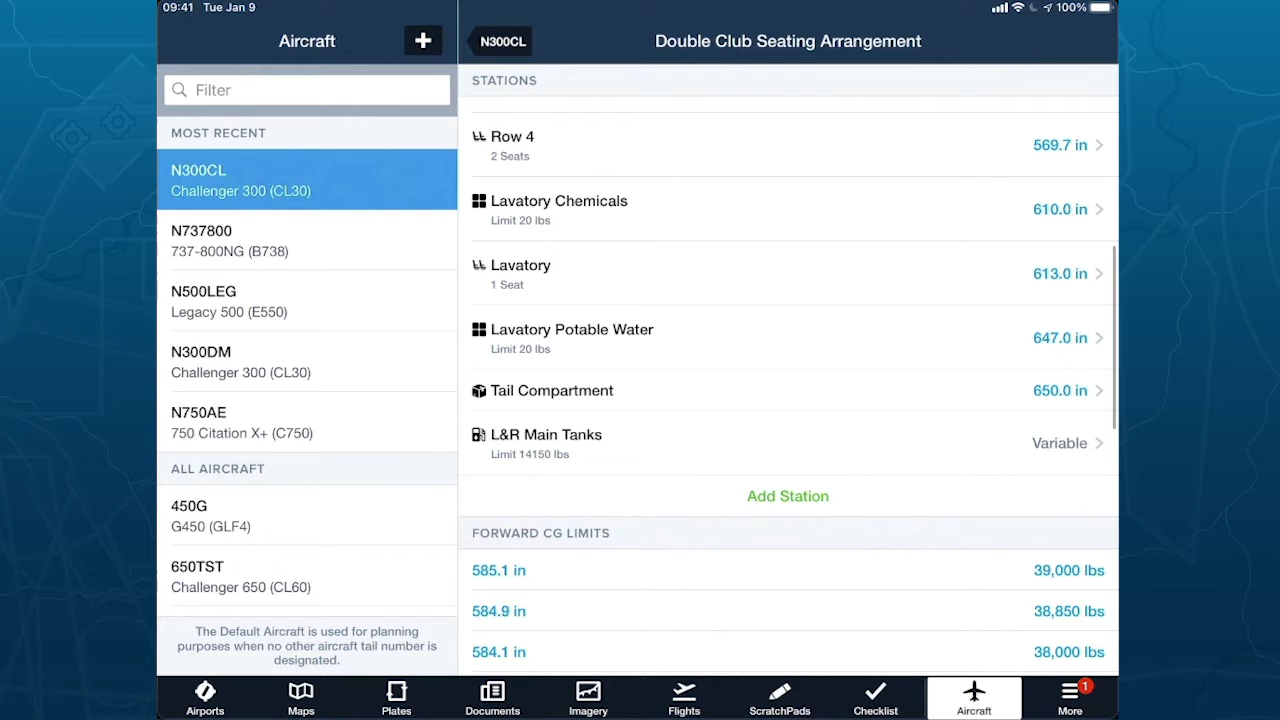 09:41 Tue Jan 9
100%
Aircraft
N300CL
Double Club Seating Arrangement
Filter
MOST RECENT
N300CL
Challenger 300 (CL30)
N737800
737-800NG (B738)
N500LEG
Legacy 500 (E550)
N300DM
Challenger 300 (CL30)
N750AE
750 Citation X+ (C750)
ALL AIRCRAFT
450G
G450 (GLF4)
650TST
Challenger 650 (CL60)
The Default Aircraft is used for planning
purposes when no other aircraft tail number is
designated.
STATIONS
Row 4
2 Seats
569.7 in
Lavatory Chemicals
Limit 20 lbs
610.0 in
Lavatory
1 Seat
613.0 in
Lavatory Potable Water
Limit 20 lbs
647.0 in
Tail Compartment
650.0 in
L&R Main Tanks
Limit 14150 lbs
Variable
Add Station
FORWARD CG LIMITS
585.1 in 39,000 lbs
584.9 in 38,850 lbs
584.1 in 38,000 lbs
Airports
Maps
Plates
Documents
Imagery
Flights
ScratchPads
Checklist
Aircraft
1
More